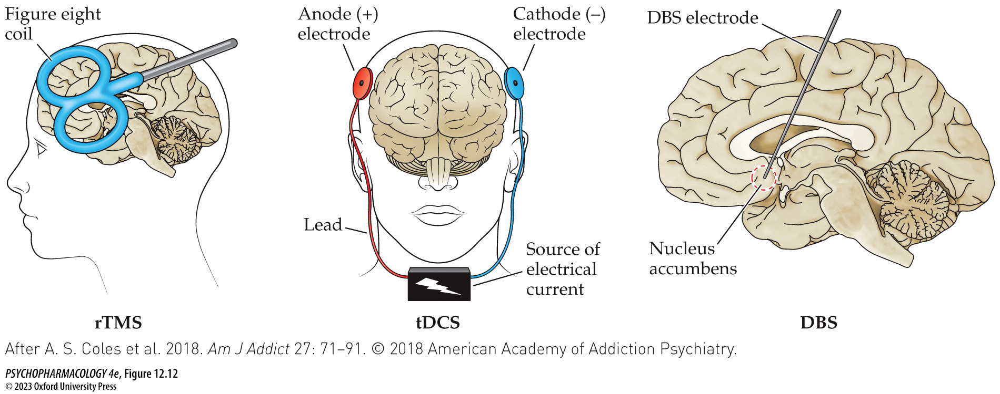 Figure eight
coil
Anode (+)
electrode
Cathode (–)
electrode
DBS electrode
Lead
Source of
electrical
current
Nucleus
accumbens
rTMS
tDCS
DBS
After A. S. Coles et al. 2018. Am J Addict 27: 71–91. © 2018 American Academy of Addiction Psychiatry.
PSYCHOPHARMACOLOGY 4e, Figure 12.12
© 2023 Oxford University Press